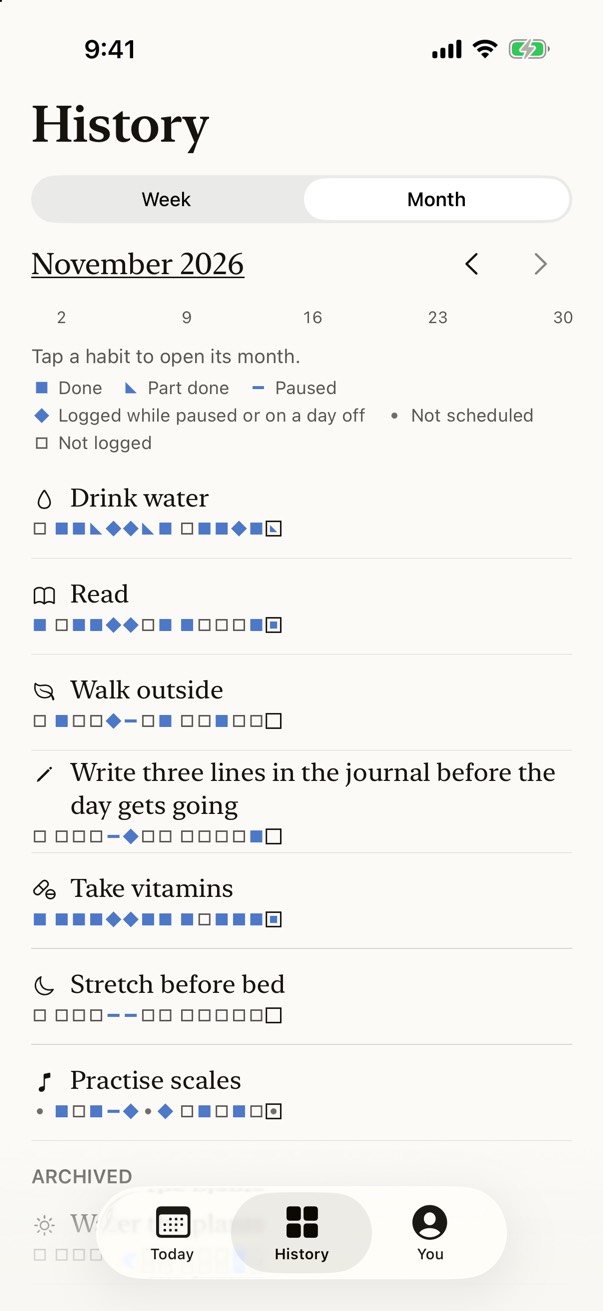 9:41
History
Week
Month
November 2026
2
9
16
23
30
Tap a habit to open its month.
Done
Part done
Paused
Logged while paused or on a day off
Not scheduled
Not logged
Drink water
Read
Walk outside
Write three lines in the journal before the
day gets going
Take vitamins
Stretch before bed
Practise scales
ARCHIVED
Today
History
You